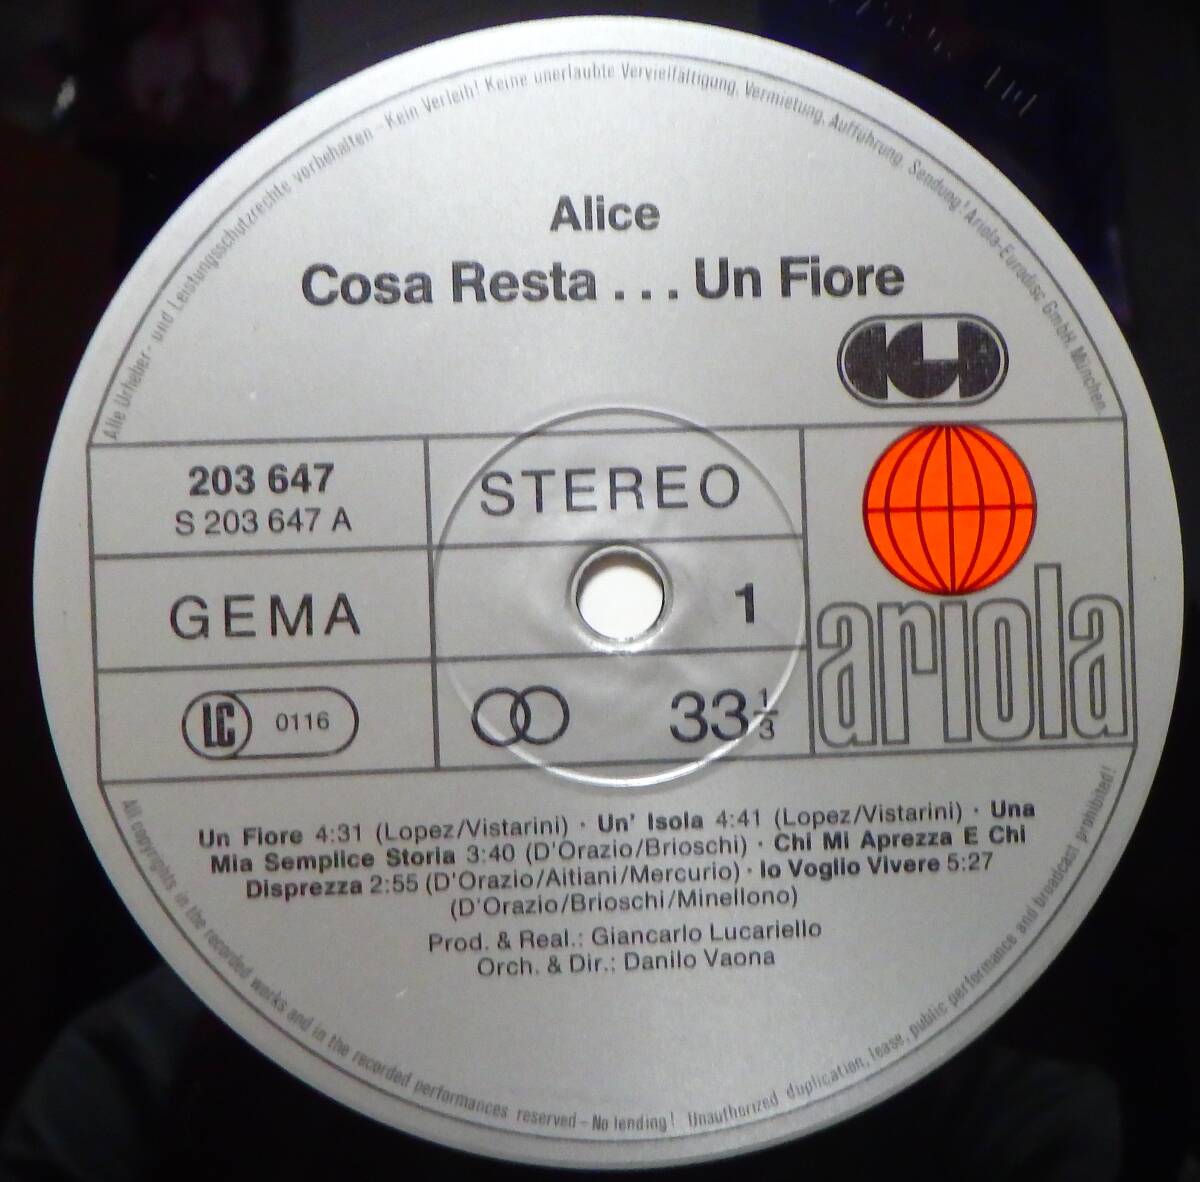 Alle Urheber- und Leistungsschutzrechte vorbehalten – Kein Verleih! Keine unerlaubte Vervielfältigung, Vermietung, Aufführung, Sendung! Ariola-Eurodisc GmbH, München.
Alice
Cosa Resta . . . Un Fiore
203 647
S 203 647 A
STEREO
GEMA
1
LC 0116
33 1/3
ariola
Un Fiore 4:31 (Lopez/Vistarini) · Un' Isola 4:41 (Lopez/Vistarini) · Una
Mia Semplice Storia 3:40 (D'Orazio/Brioschi) · Chi Mi Aprezza E Chi
Disprezza 2:55 (D'Orazio/Aitiani/Mercurio) · Io Voglio Vivere 5:27
(D'Orazio/Brioschi/Minellono)
Prod. & Real.: Giancarlo Lucariello
Orch. & Dir.: Danilo Vaona
All copyrights in the recorded works and in the recorded performances reserved – No lending! Unauthorized duplication, lease, public performance and broadcast prohibited!